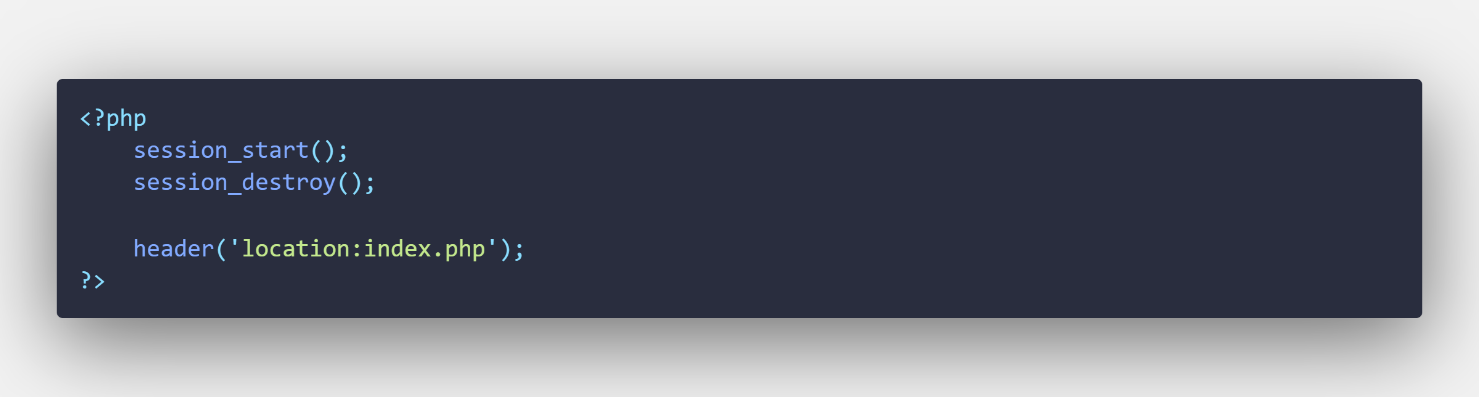 <?php
    session_start();
    session_destroy();

    header('location:index.php');
?>